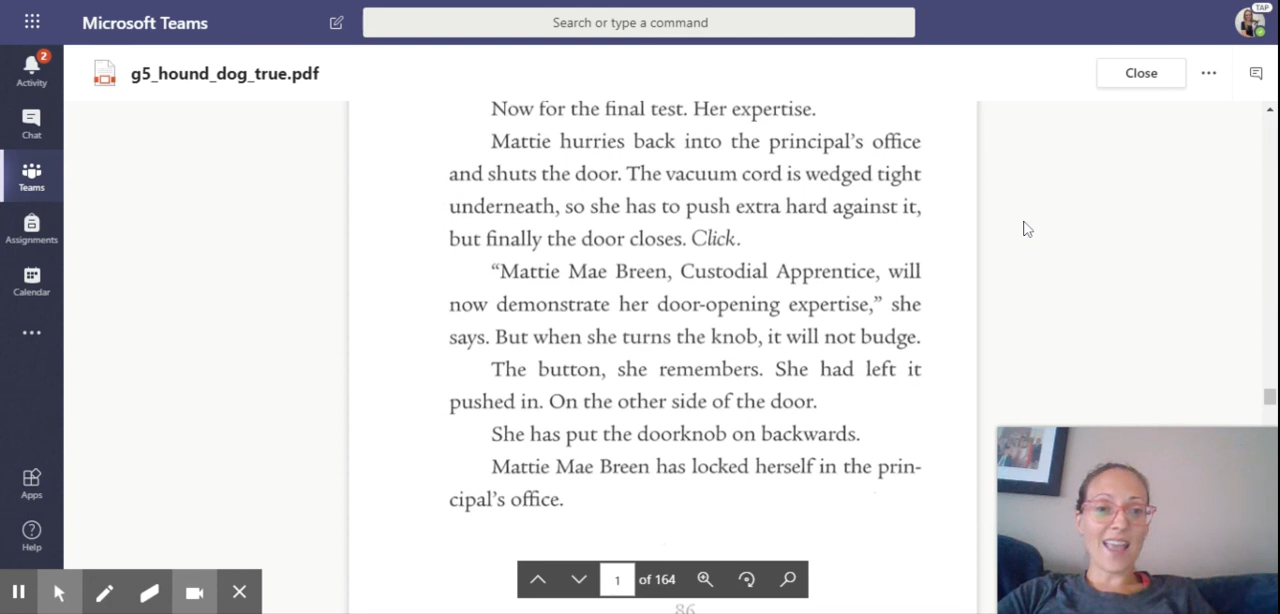 Microsoft Teams
Search or type a command
TAP
2
Activity
g5_hound_dog_true.pdf
Close
Chat
Teams
Assignments
Calendar
Apps
Help
Now for the final test. Her expertise.
Mattie hurries back into the principal's office
and shuts the door. The vacuum cord is wedged tight
underneath, so she has to push extra hard against it,
but finally the door closes. Click.
“Mattie Mae Breen, Custodial Apprentice, will
now demonstrate her door-opening expertise,” she
says. But when she turns the knob, it will not budge.
The button, she remembers. She had left it
pushed in. On the other side of the door.
She has put the doorknob on backwards.
Mattie Mae Breen has locked herself in the prin-
cipal's office.
1 of 164
86